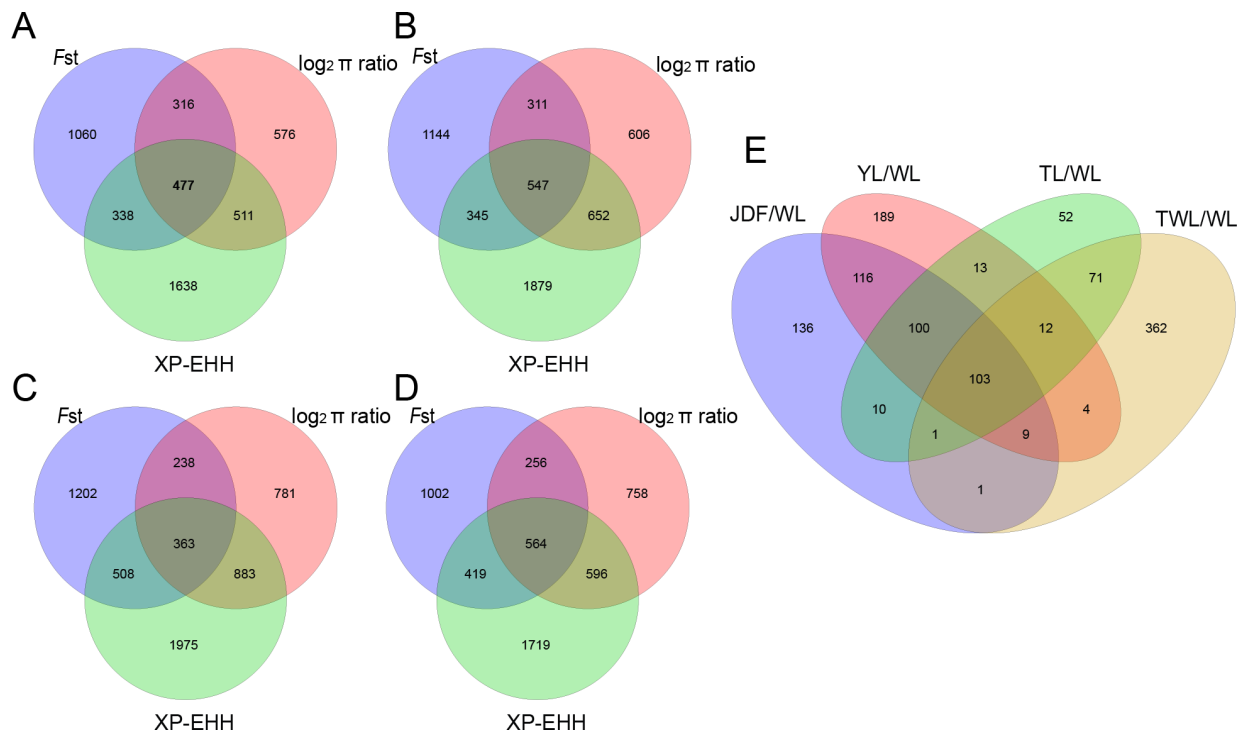 A
Fst
log₂ π ratio
316
1060
576
477
338
511
1638
XP-EHH
B
Fst
log₂ π ratio
311
1144
606
547
345
652
1879
XP-EHH
C
Fst
log₂ π ratio
238
1202
781
363
508
883
1975
XP-EHH
D
Fst
log₂ π ratio
256
1002
758
564
419
596
1719
XP-EHH
E
YL/WL
TL/WL
JDF/WL
TWL/WL
189
52
116
13
71
136
100
12
362
103
10
4
1
9
1